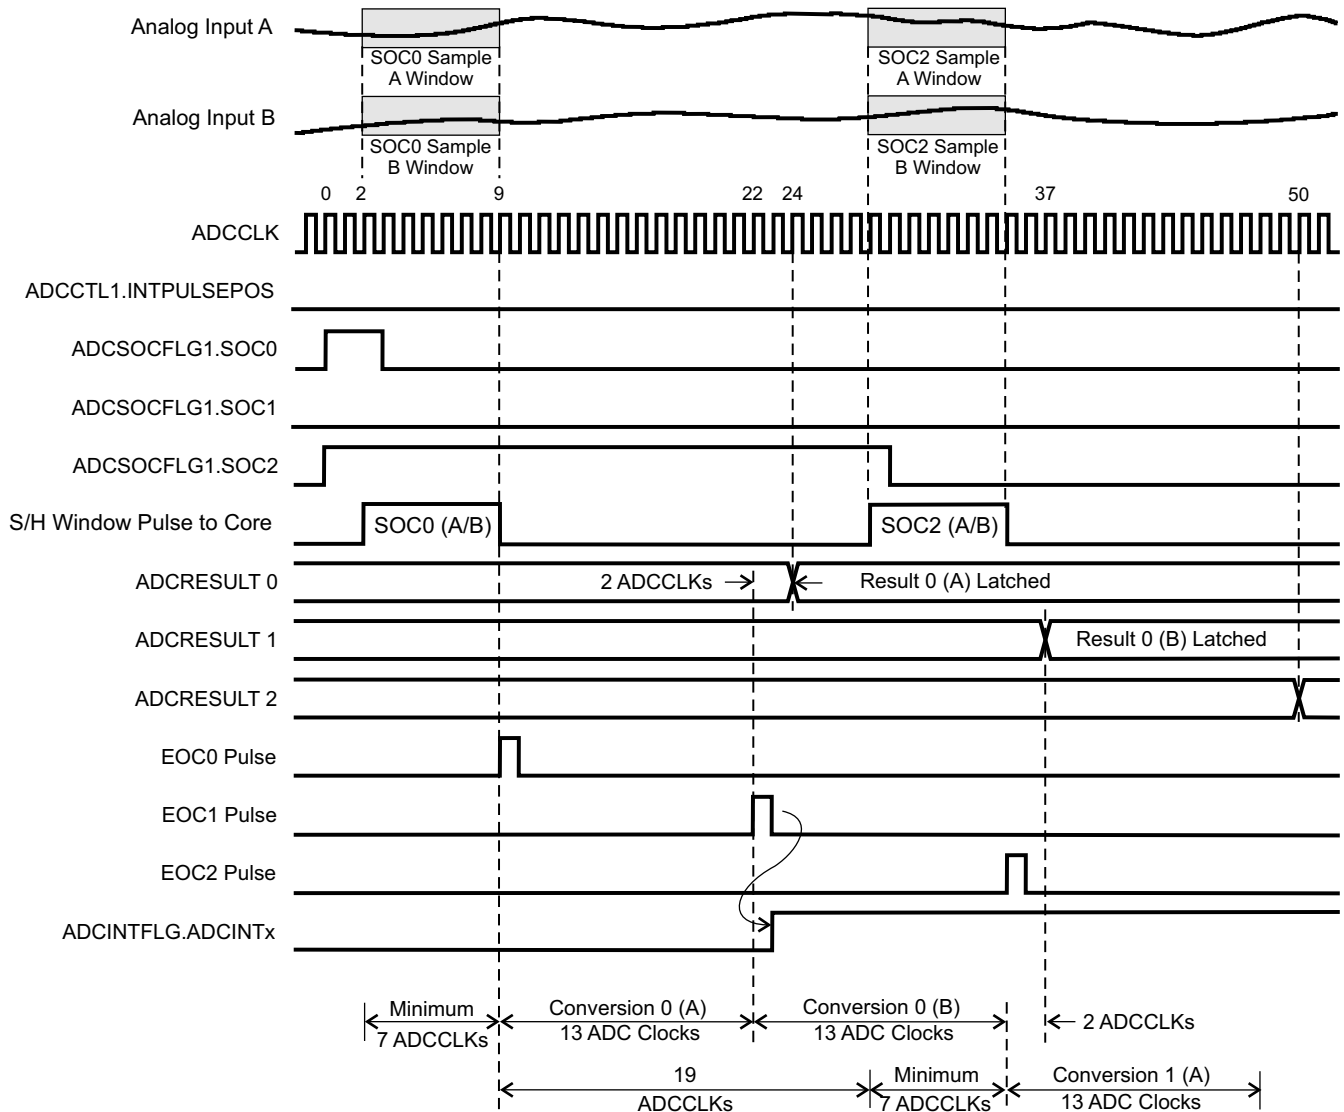 Analog Input A
SOC0 Sample
A Window
SOC2 Sample
A Window
Analog Input B
SOC0 Sample
B Window
SOC2 Sample
B Window
0 2 9 22 24 37 50
ADCCLK
ADCCTL1.INTPULSEPOS
ADCSOCFLG1.SOC0
ADCSOCFLG1.SOC1
ADCSOCFLG1.SOC2
S/H Window Pulse to Core
SOC0 (A/B)
SOC2 (A/B)
ADCRESULT 0
2 ADCCLKs
Result 0 (A) Latched
ADCRESULT 1
Result 0 (B) Latched
ADCRESULT 2
EOC0 Pulse
EOC1 Pulse
EOC2 Pulse
ADCINTFLG.ADCINTx
Minimum
7 ADCCLKs
Conversion 0 (A)
13 ADC Clocks
Conversion 0 (B)
13 ADC Clocks
2 ADCCLKs
19
ADCCLKs
Minimum
7 ADCCLKs
Conversion 1 (A)
13 ADC Clocks